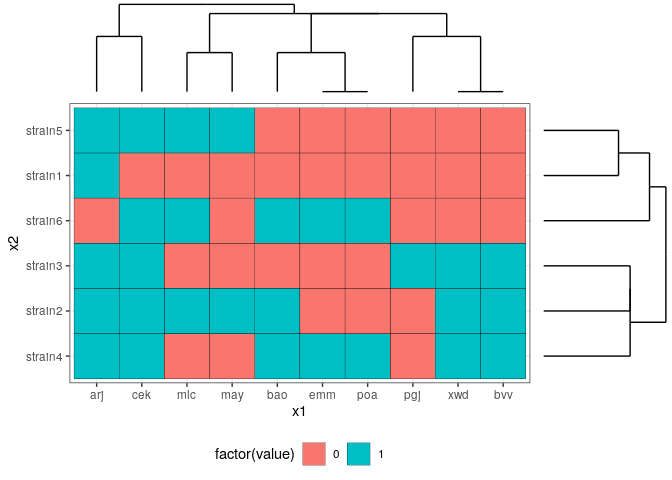 strain5
strain1
strain6
strain3
strain2
strain4
x2
arj cek mlc may bao emm poa pgj xwd bvv
x1
factor(value) 0 1